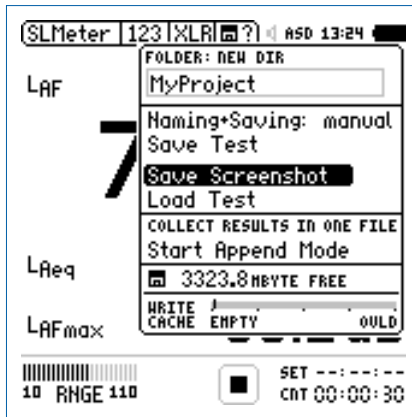 SLMeter 123 XLR ? ASD 13:24
FOLDER: NEW DIR
MyProject
LAF
Naming+Saving: manual
Save Test
7
Save Screenshot
Load Test
COLLECT RESULTS IN ONE FILE
Start Append Mode
LAeq
3323.8 MBYTE FREE
WRITE
CACHE EMPTY OVLD
LAFmax
SET --:--:--
10 RNGE 110
CNT 00:00:30